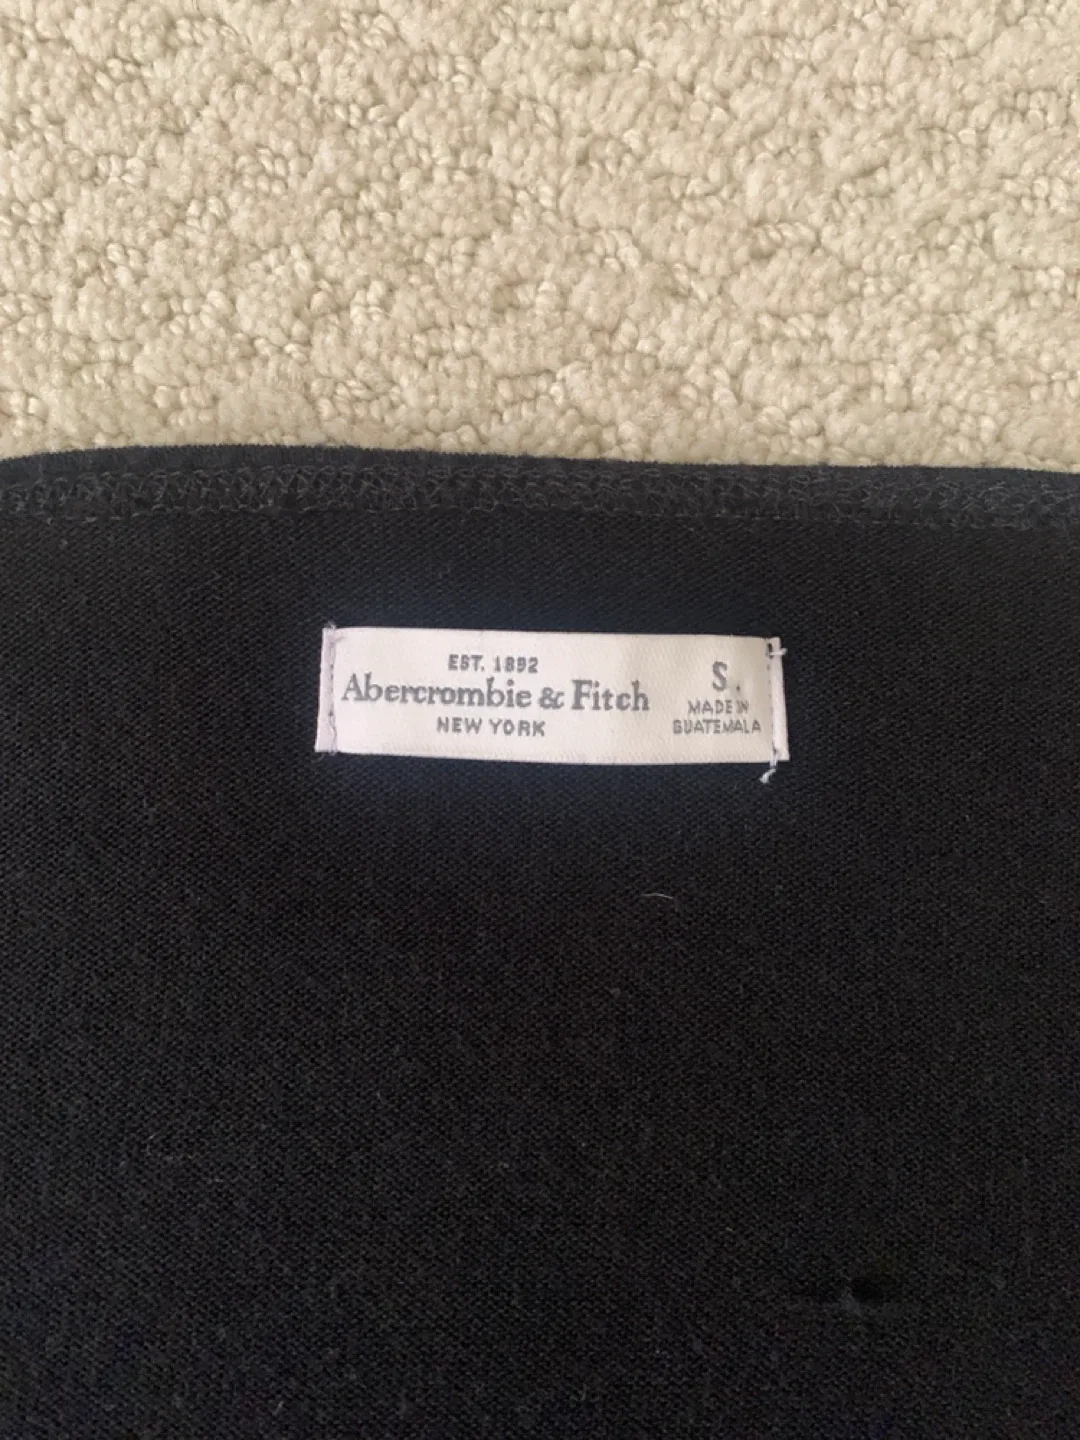 EST. 1892
Abercrombie & Fitch
NEW YORK
S.
MADE IN
GUATEMALA